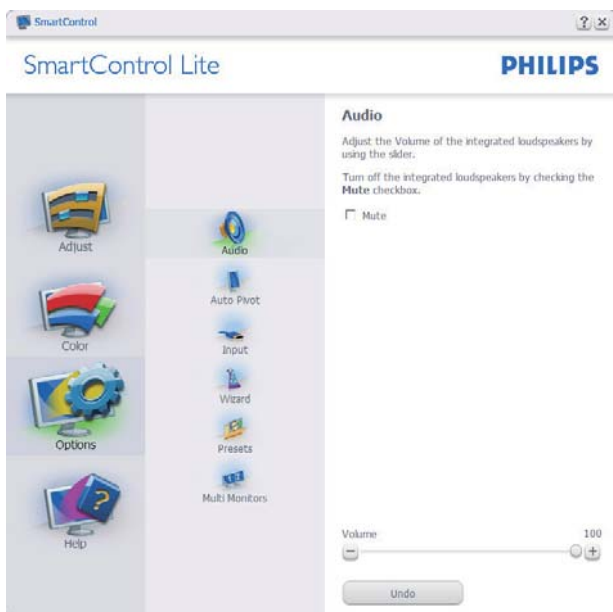 SmartControl
SmartControl Lite
PHILIPS
Adjust
Color
Options
Help
Audio
Auto Pivot
Input
Wizard
Presets
Multi Monitors
Audio
Adjust the Volume of the integrated loudspeakers by
using the slider.
Turn off the integrated loudspeakers by checking the
Mute checkbox.
Mute
Volume 100
Undo